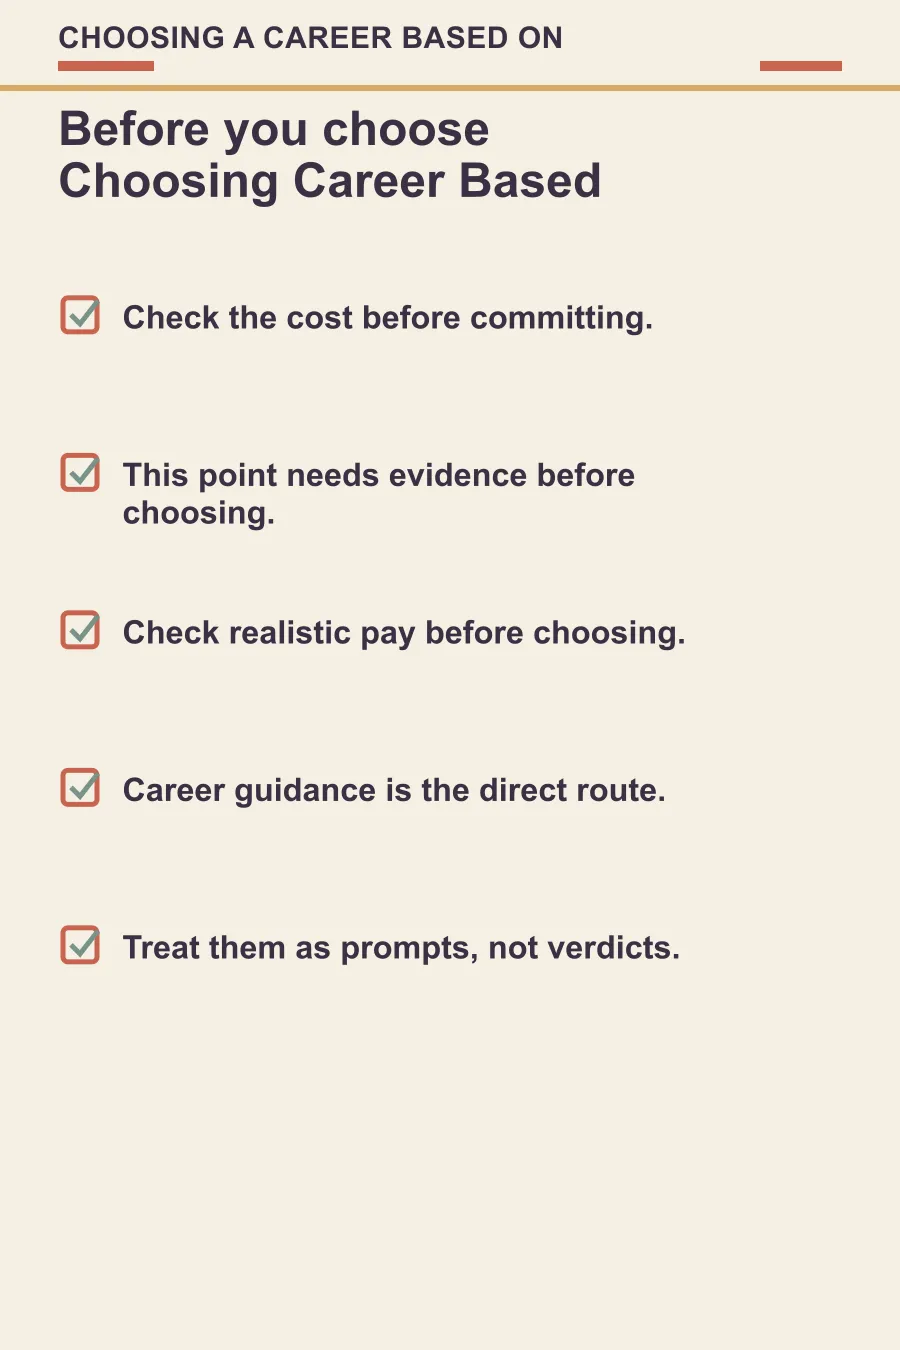 CHOOSING A CAREER BASED ON
Before you choose
Choosing Career Based
Check the cost before committing.
This point needs evidence before
choosing.
Check realistic pay before choosing.
Career guidance is the direct route.
Treat them as prompts, not verdicts.